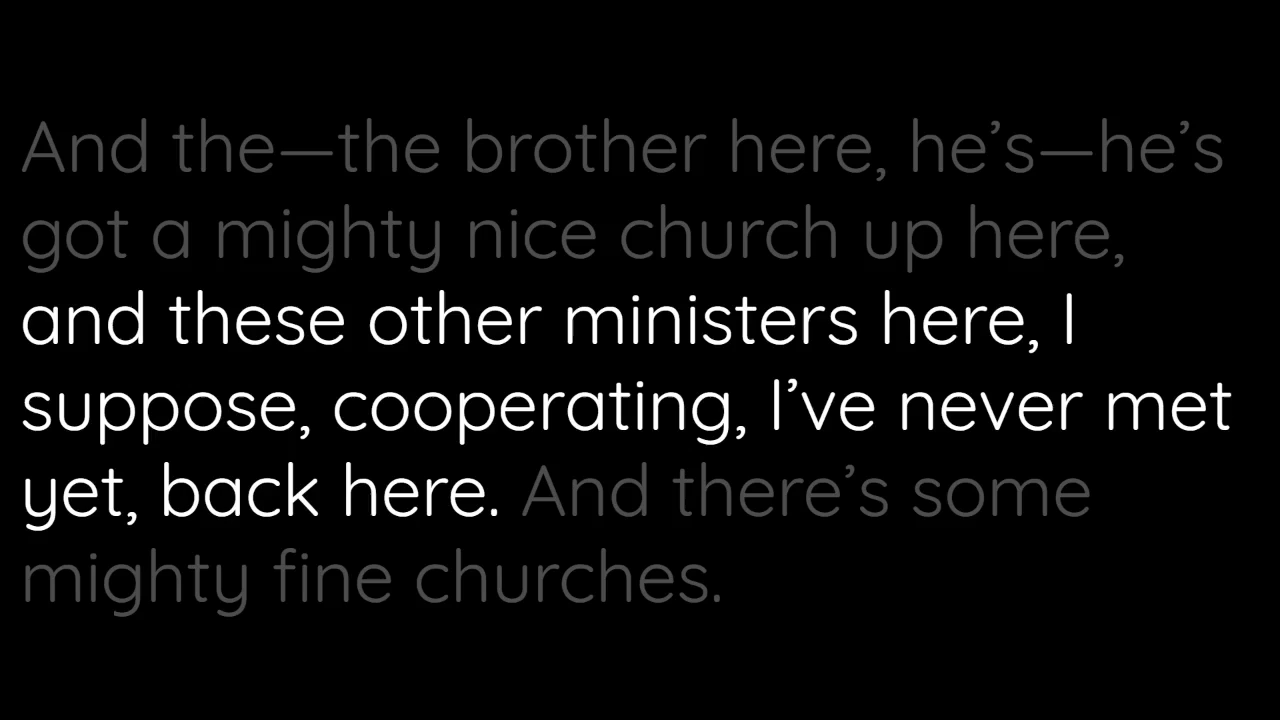 And the—the brother here, he’s—he’s
got a mighty nice church up here,
and these other ministers here, I
suppose, cooperating, I’ve never met
yet, back here. And there’s some
mighty fine churches.